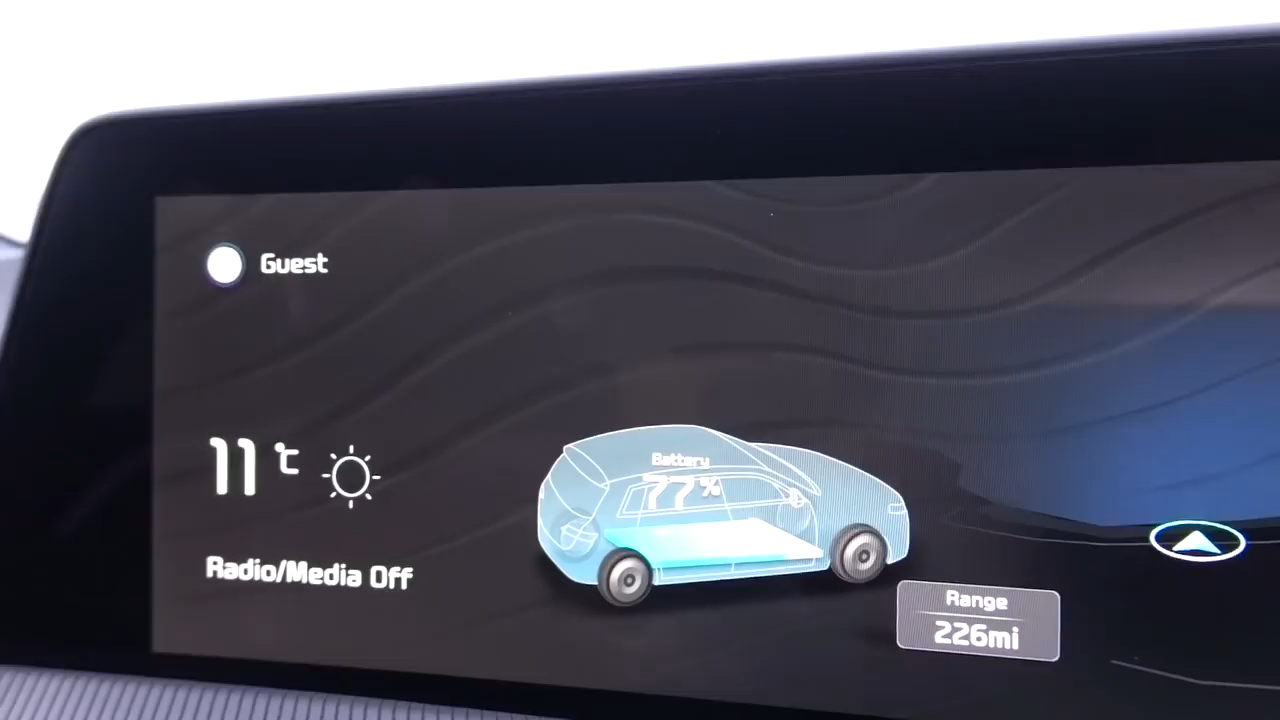 Guest
11 °C
Battery
77%
Radio/Media Off
Range
226mi